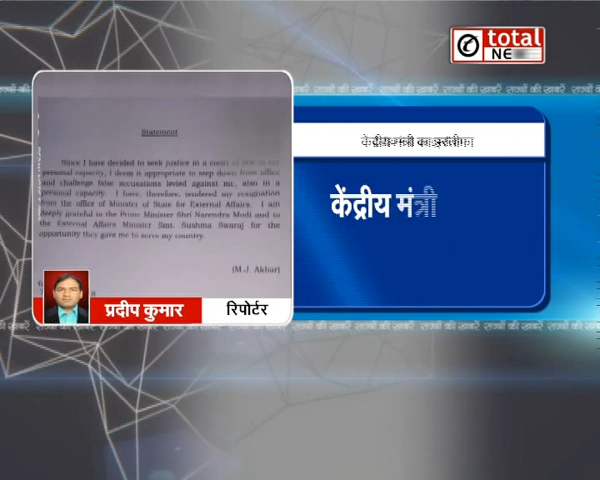 total
NE
Statement
Since I have decided to seek justice in a court of law in my
personal capacity, I deem it appropriate to step down from office
and challenge false accusations levied against me, also in a
personal capacity. I have, therefore, tendered my resignation
from the office of Minister of State for External Affairs. I am
deeply grateful to the Prime Minister Shri Narendra Modi and to
the External Affairs Minister Smt. Sushma Swaraj for the
opportunity they gave me to serve my country.
(M.J. Akbar)
प्रदीप कुमार
रिपोर्टर
केंद्रीय मंत्री का इस्तीफा
केंद्रीय मंत्री